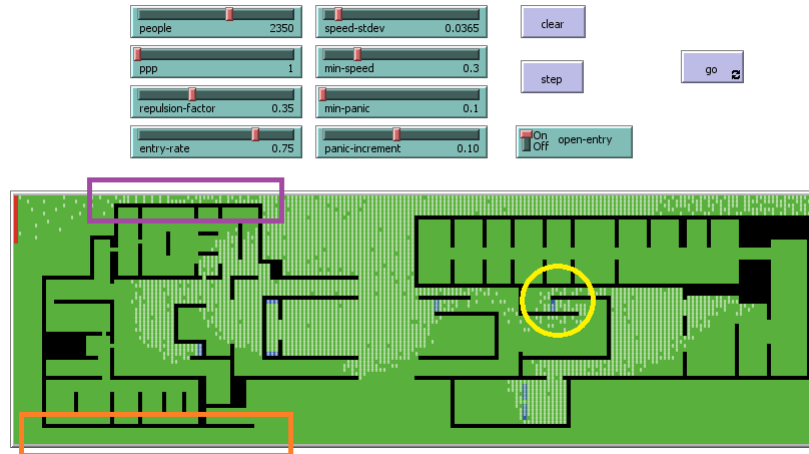 people 2350 speed-stdev 0.0365 clear
ppp 1 min-speed 0.3 step go
repulsion-factor 0.35 min-panic 0.1
entry-rate 0.75 panic-increment 0.10 On Off open-entry